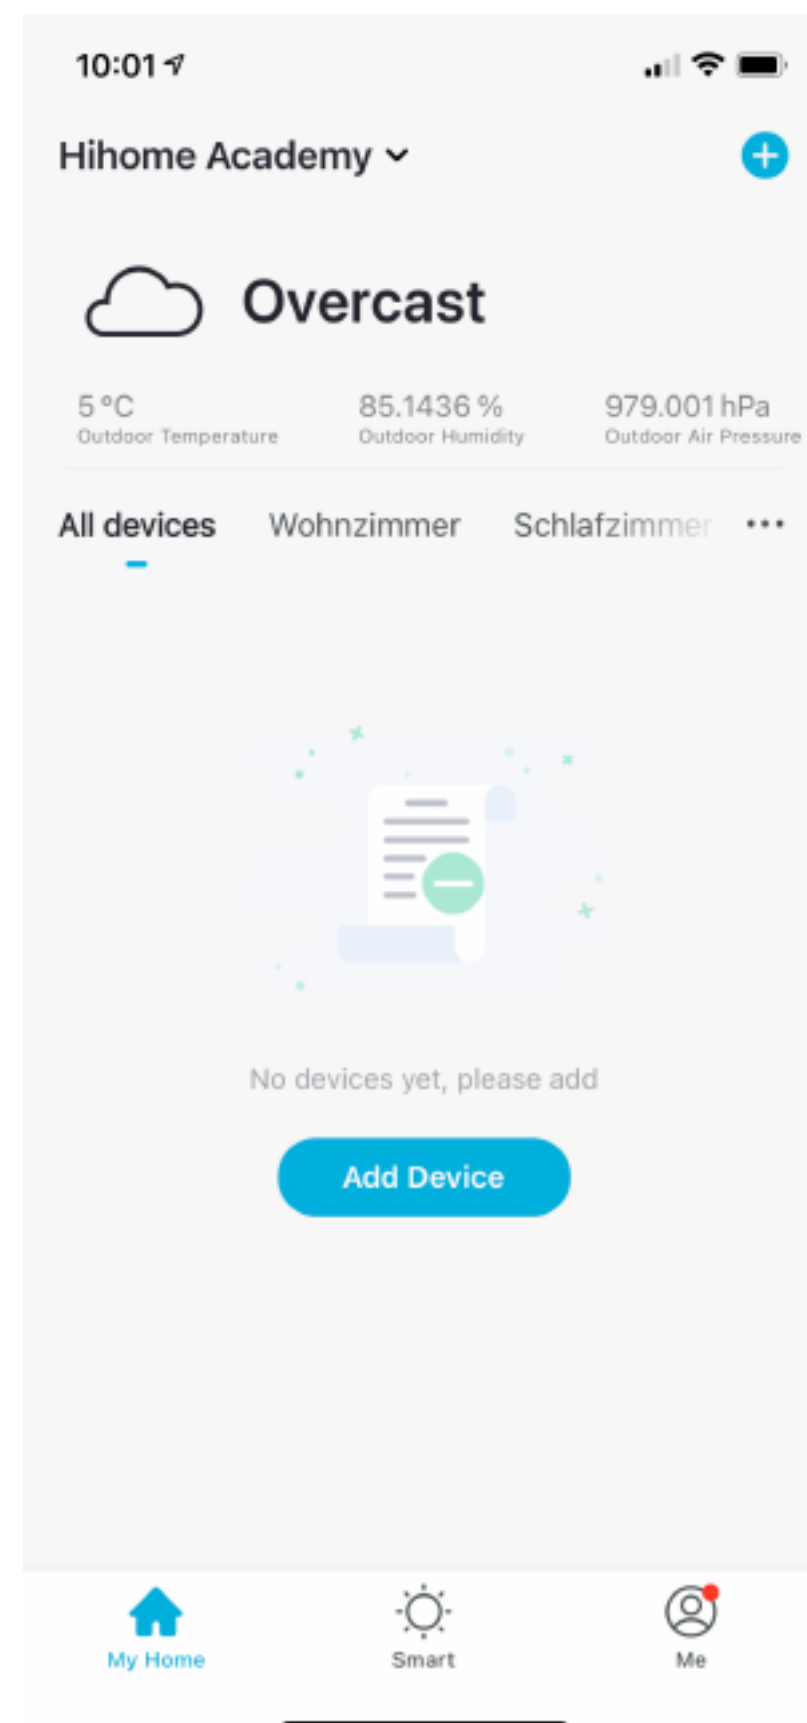 10:01
Hihome Academy
Overcast
5 °C 85.1436 % 979.001 hPa
Outdoor Temperature Outdoor Humidity Outdoor Air Pressure
All devices Wohnzimmer Schlafzimmer ...
No devices yet, please add
Add Device
My Home Smart Me